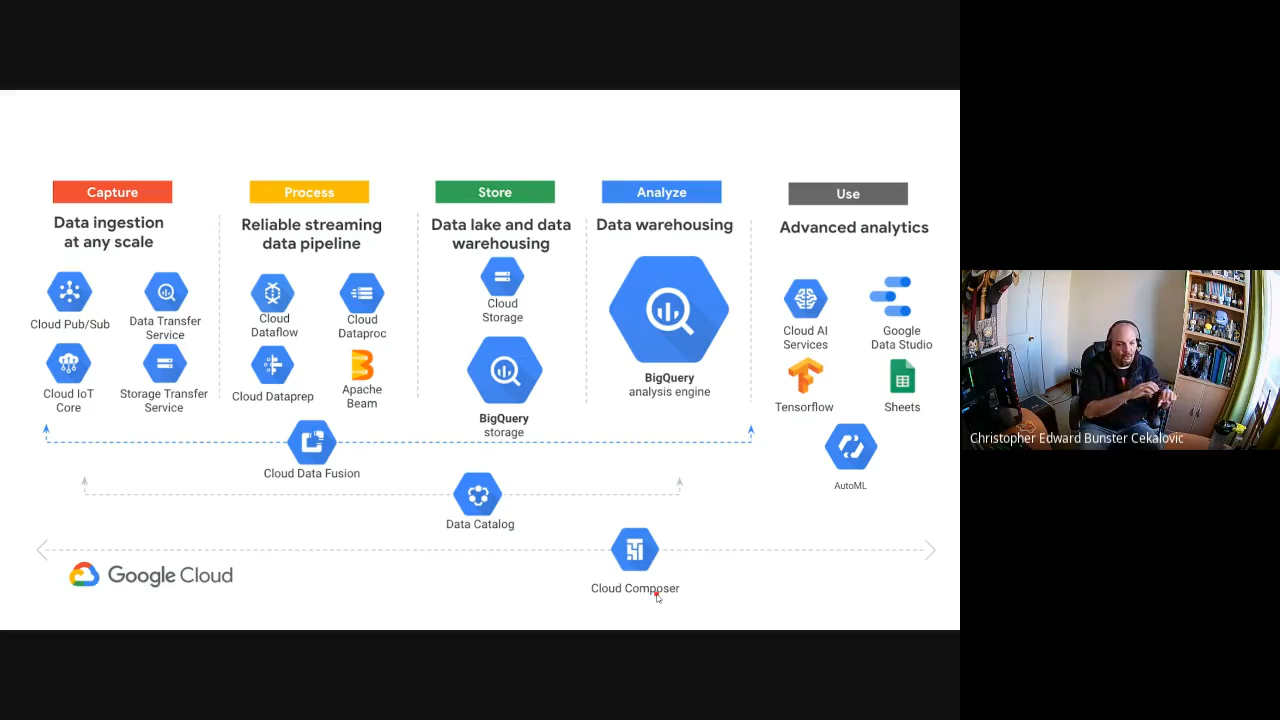 Capture
Data ingestion
at any scale
Cloud Pub/Sub
Data Transfer
Service
Cloud IoT
Core
Storage Transfer
Service
Process
Reliable streaming
data pipeline
Cloud
Dataflow
Cloud
Dataproc
Cloud Dataprep
Apache
Beam
Store
Data lake and data
warehousing
Cloud
Storage
BigQuery
storage
Analyze
Data warehousing
BigQuery
analysis engine
Use
Advanced analytics
Cloud AI
Services
Google
Data Studio
Tensorflow
Sheets
AutoML
Cloud Data Fusion
Data Catalog
Cloud Composer
Google Cloud
Christopher Edward Bunster Cekalovic